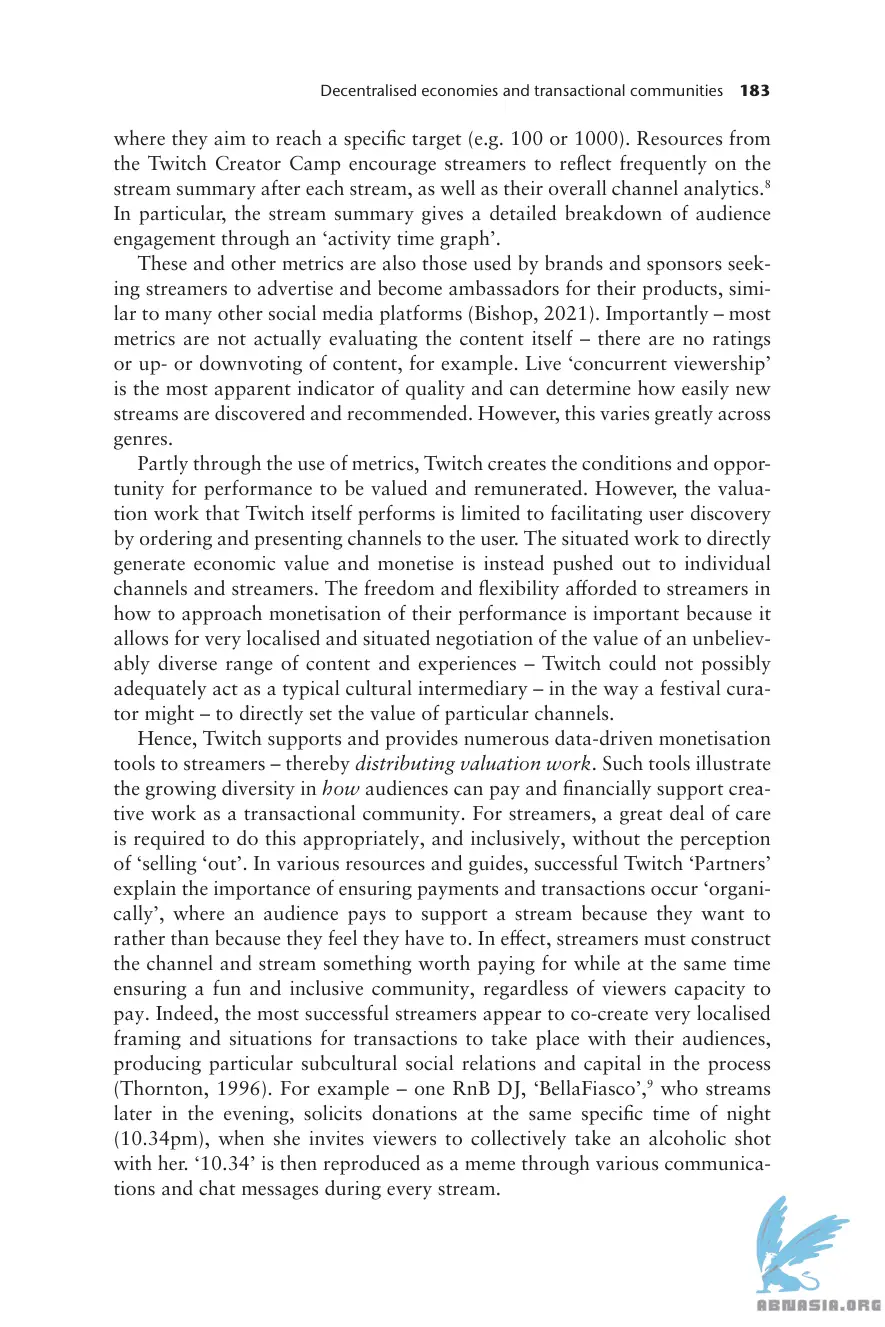 Decentralised economies and transactional communities 183
where they aim to reach a specific target (e.g. 100 or 1000). Resources from
the Twitch Creator Camp encourage streamers to reflect frequently on the
stream summary after each stream, as well as their overall channel analytics.8
In particular, the stream summary gives a detailed breakdown of audience
engagement through an ‘activity time graph’.
These and other metrics are also those used by brands and sponsors seek-
ing streamers to advertise and become ambassadors for their products, simi-
lar to many other social media platforms (Bishop, 2021). Importantly – most
metrics are not actually evaluating the content itself – there are no ratings
or up- or downvoting of content, for example. Live ‘concurrent viewership’
is the most apparent indicator of quality and can determine how easily new
streams are discovered and recommended. However, this varies greatly across
genres.
Partly through the use of metrics, Twitch creates the conditions and oppor-
tunity for performance to be valued and remunerated. However, the valua-
tion work that Twitch itself performs is limited to facilitating user discovery
by ordering and presenting channels to the user. The situated work to directly
generate economic value and monetise is instead pushed out to individual
channels and streamers. The freedom and flexibility afforded to streamers in
how to approach monetisation of their performance is important because it
allows for very localised and situated negotiation of the value of an unbeliev-
ably diverse range of content and experiences – Twitch could not possibly
adequately act as a typical cultural intermediary – in the way a festival cura-
tor might – to directly set the value of particular channels.
Hence, Twitch supports and provides numerous data-driven monetisation
tools to streamers – thereby distributing valuation work. Such tools illustrate
the growing diversity in how audiences can pay and financially support crea-
tive work as a transactional community. For streamers, a great deal of care
is required to do this appropriately, and inclusively, without the perception
of ‘selling ‘out’. In various resources and guides, successful Twitch ‘Partners’
explain the importance of ensuring payments and transactions occur ‘organi-
cally’, where an audience pays to support a stream because they want to
rather than because they feel they have to. In effect, streamers must construct
the channel and stream something worth paying for while at the same time
ensuring a fun and inclusive community, regardless of viewers capacity to
pay. Indeed, the most successful streamers appear to co-create very localised
framing and situations for transactions to take place with their audiences,
producing particular subcultural social relations and capital in the process
(Thornton, 1996). For example – one RnB DJ, ‘BellaFiasco’,9 who streams
later in the evening, solicits donations at the same specific time of night
(10.34pm), when she invites viewers to collectively take an alcoholic shot
with her. ‘10.34’ is then reproduced as a meme through various communica-
tions and chat messages during every stream.
ABNASIA.ORG